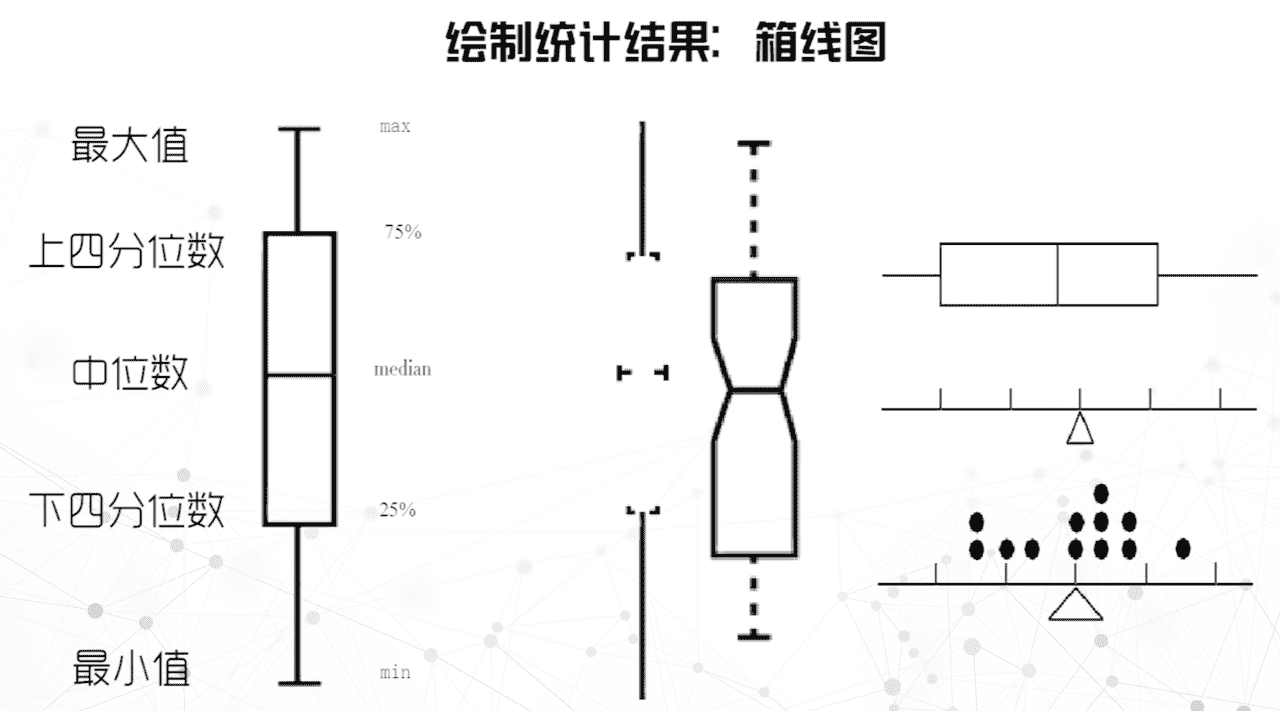 绘制统计结果：箱线图
最大值
max
上四分位数
75%
中位数
median
下四分位数
25%
最小值
min